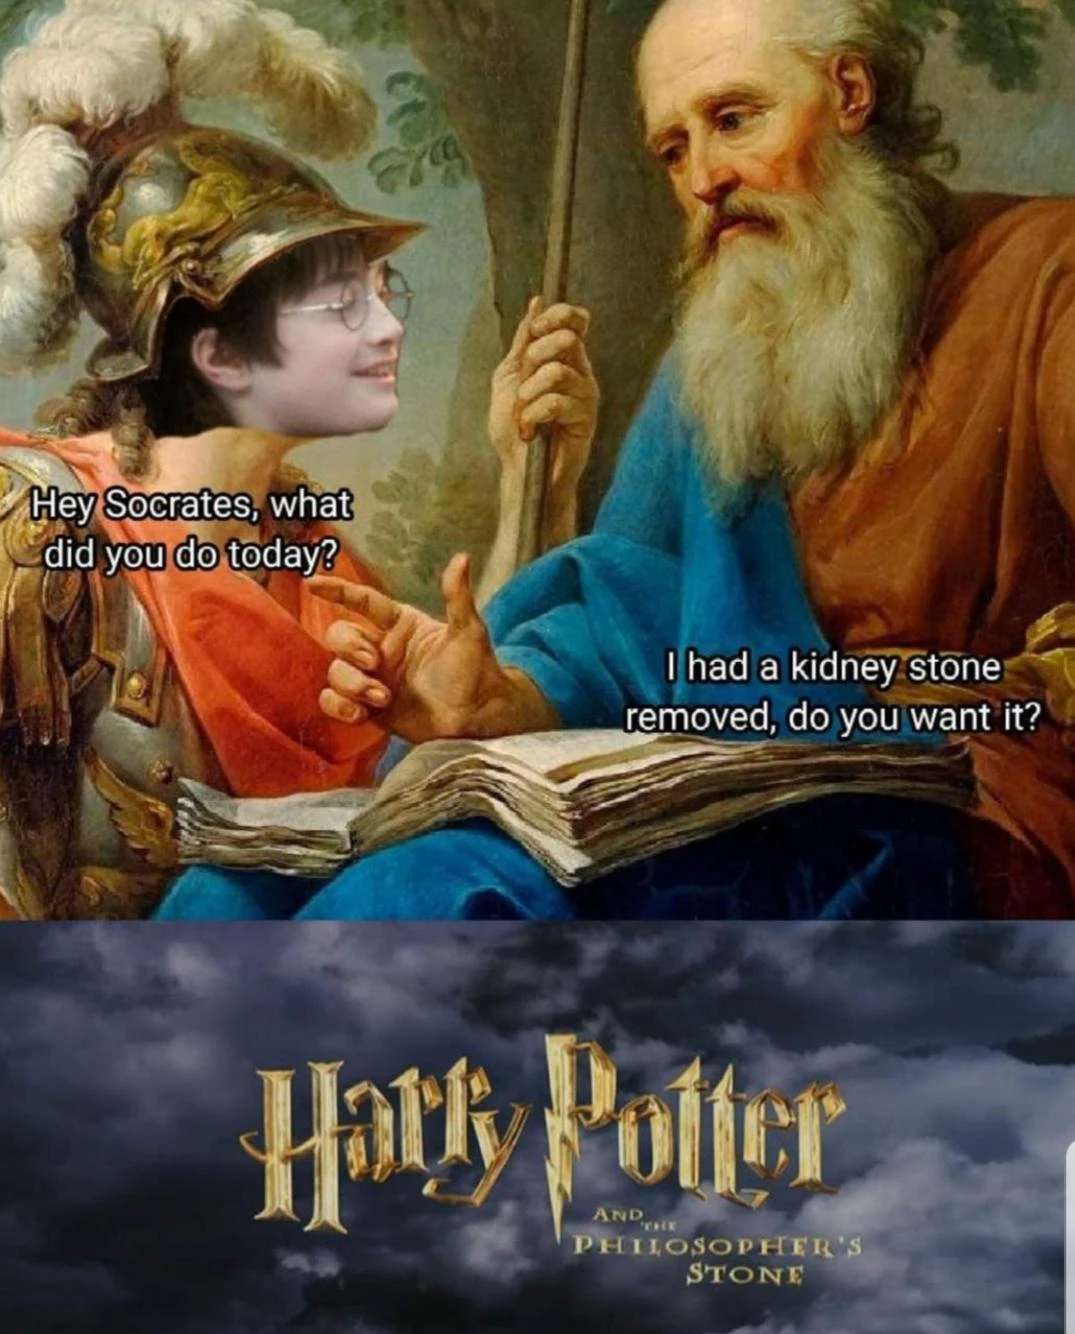 Hey Socrates, what
did you do today?
I had a kidney stone
removed, do you want it?
Harry Potter
AND
THE
PHILOSOPHER'S
STONE